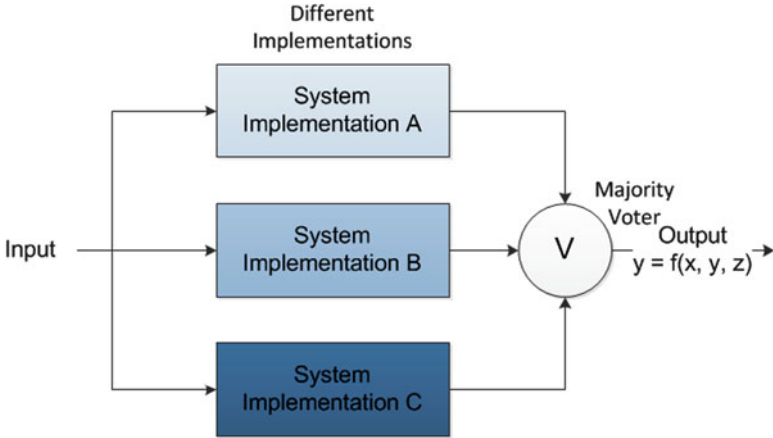 Different
Implementations
System
Implementation A
Input
System
Implementation B
System
Implementation C
Majority
Voter
V
Output
y = f(x, y, z)